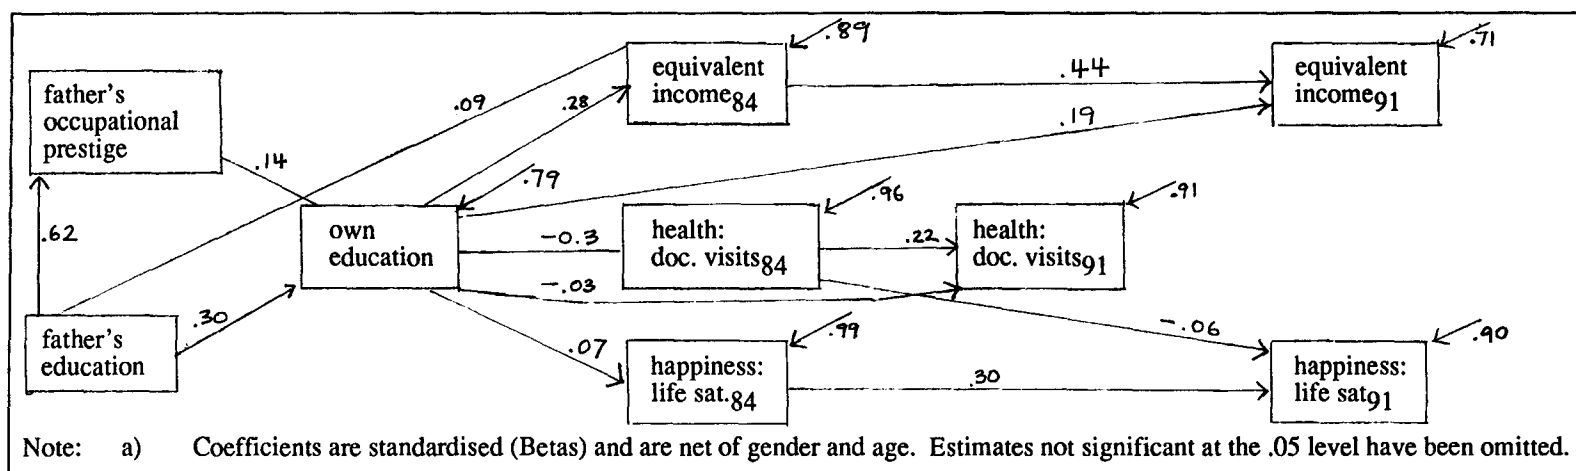 father's
occupational
prestige
.14
.62
father's
education
.30
.09
.28
own
education
.79
equivalent
income84
.89
.44
.19
equivalent
income91
.71
-0.3
health:
doc. visits84
.96
.22
-.03
health:
doc. visits91
.91
.07
happiness:
life sat.84
.99
-.06
.30
happiness:
life sat91
.90
Note: a) Coefficients are standardised (Betas) and are net of gender and age. Estimates not significant at the .05 level have been omitted.